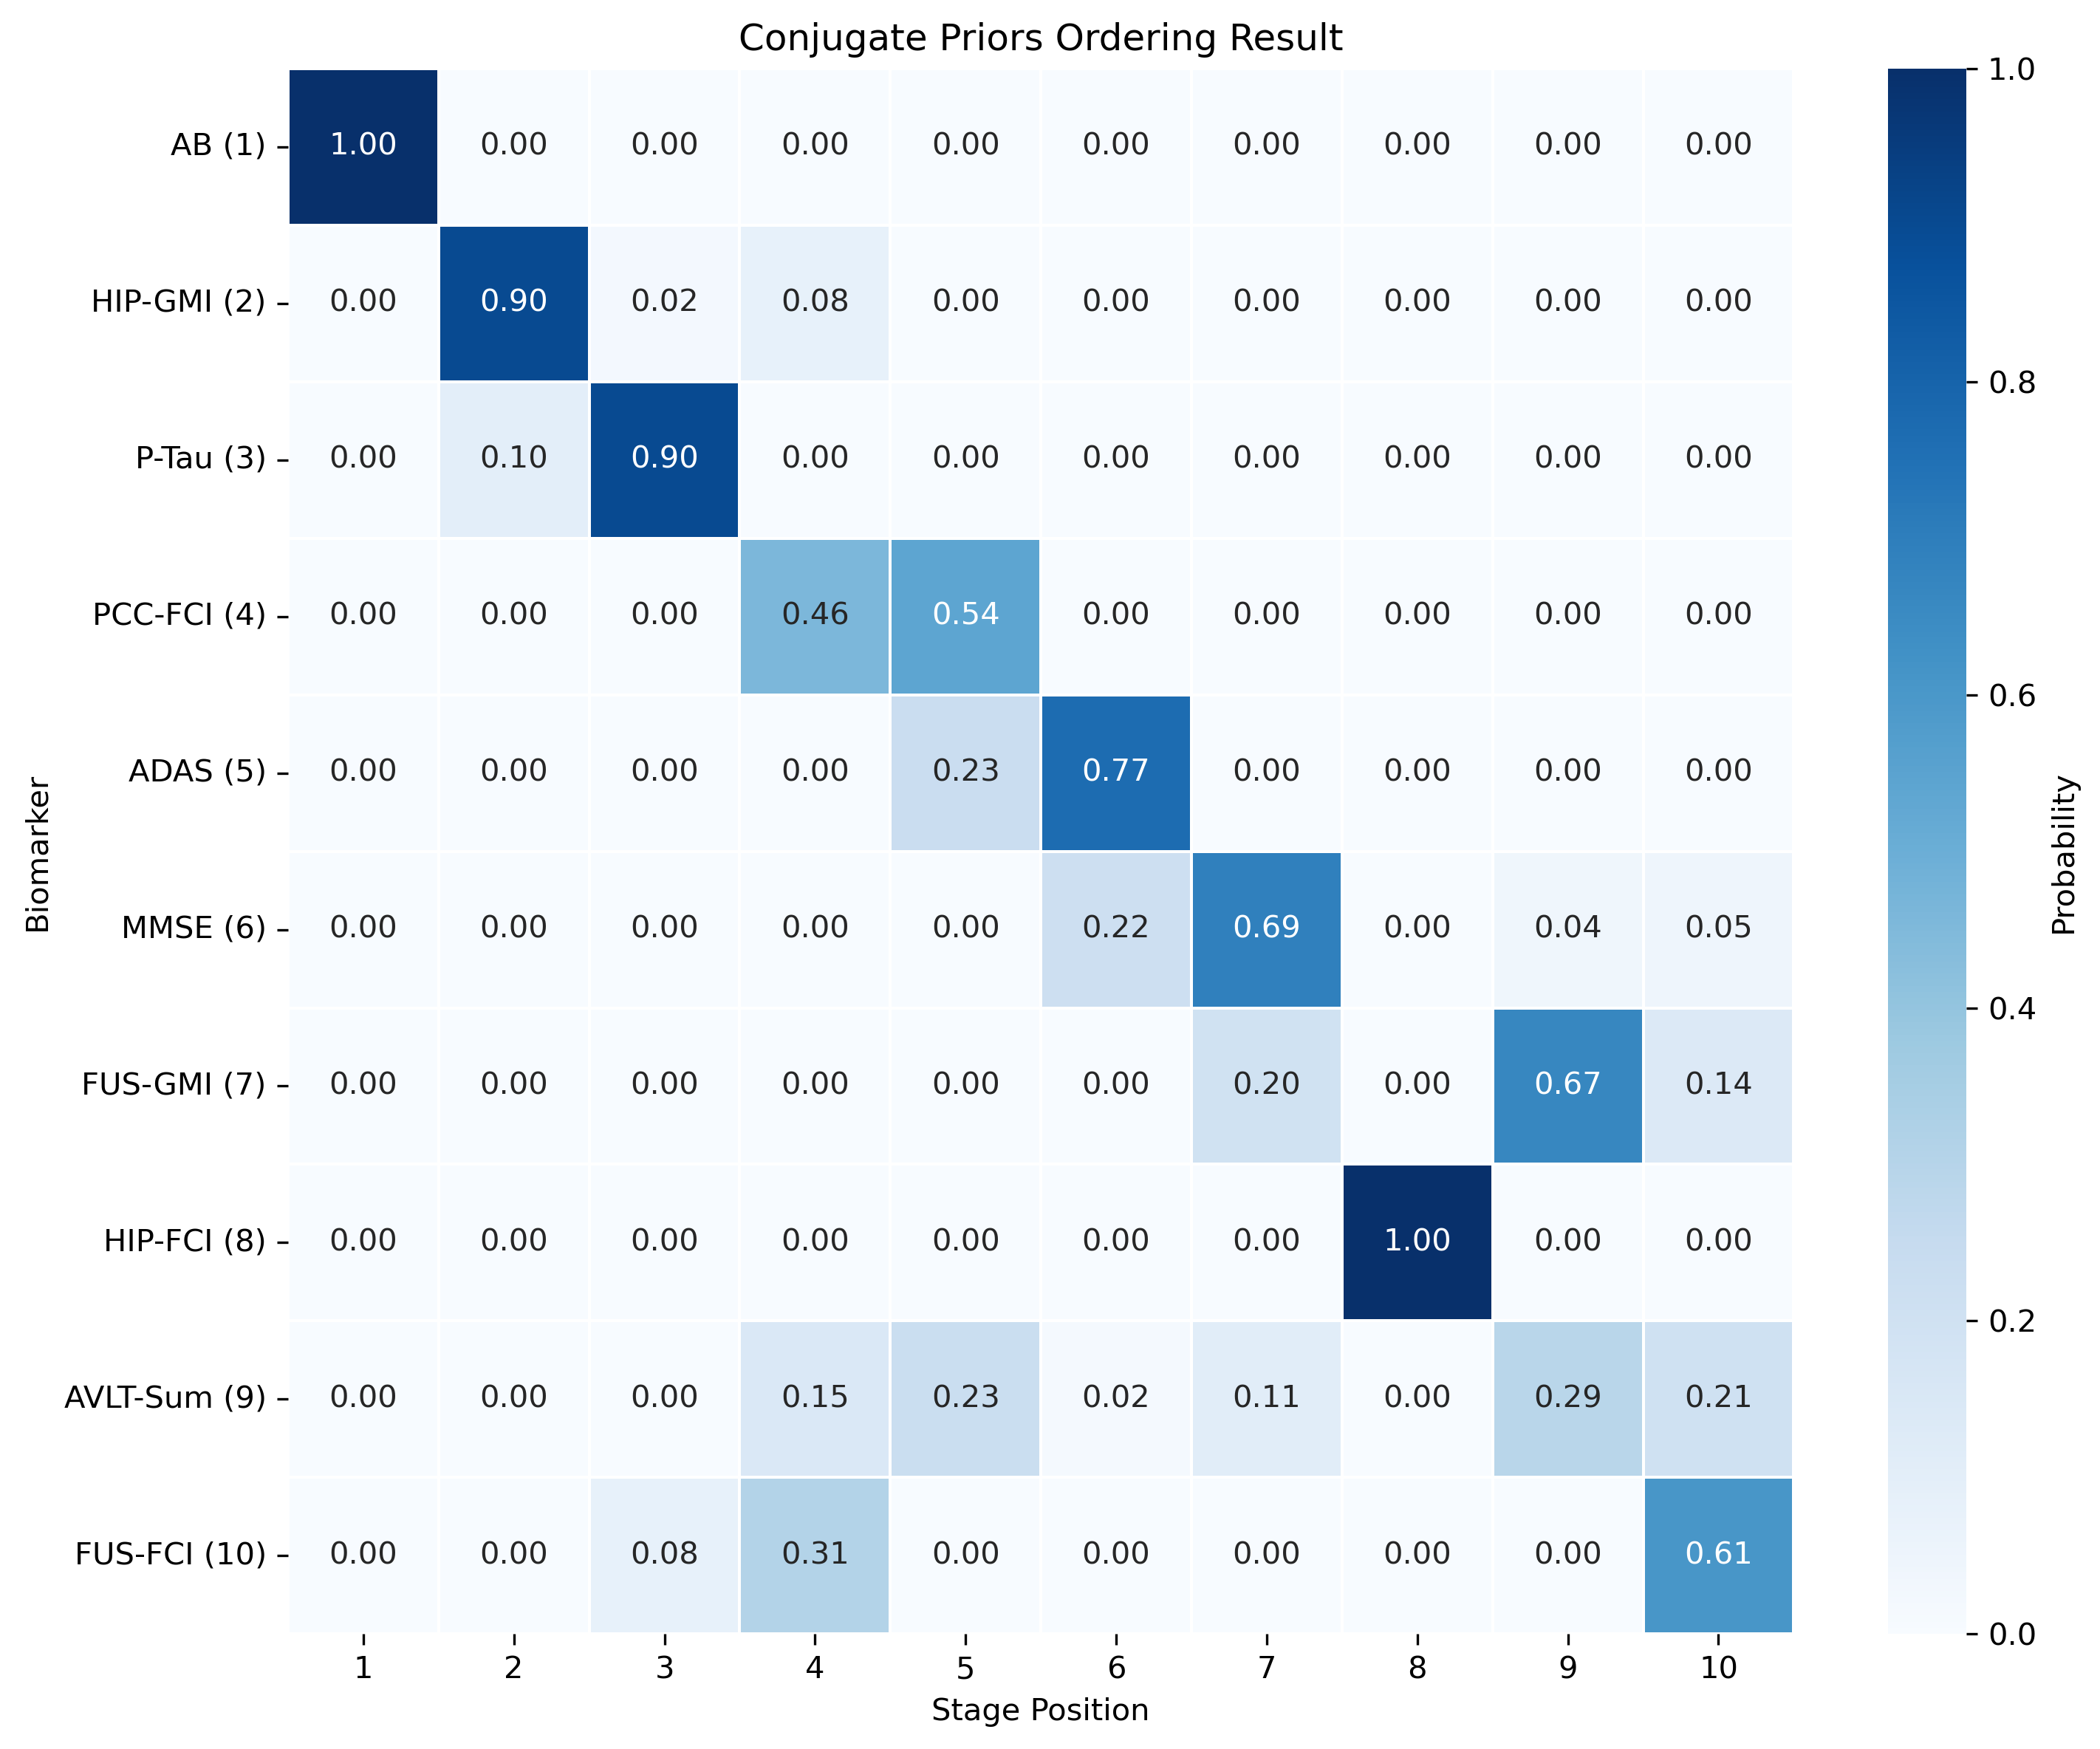 Conjugate Priors Ordering Result
AB (1) 1.00 0.00 0.00 0.00 0.00 0.00 0.00 0.00 0.00 0.00
HIP-GMI (2) 0.00 0.90 0.02 0.08 0.00 0.00 0.00 0.00 0.00 0.00
P-Tau (3) 0.00 0.10 0.90 0.00 0.00 0.00 0.00 0.00 0.00 0.00
PCC-FCI (4) 0.00 0.00 0.00 0.46 0.54 0.00 0.00 0.00 0.00 0.00
ADAS (5) 0.00 0.00 0.00 0.00 0.23 0.77 0.00 0.00 0.00 0.00
MMSE (6) 0.00 0.00 0.00 0.00 0.00 0.22 0.69 0.00 0.04 0.05
FUS-GMI (7) 0.00 0.00 0.00 0.00 0.00 0.00 0.20 0.00 0.67 0.14
HIP-FCI (8) 0.00 0.00 0.00 0.00 0.00 0.00 0.00 1.00 0.00 0.00
AVLT-Sum (9) 0.00 0.00 0.00 0.15 0.23 0.02 0.11 0.00 0.29 0.21
FUS-FCI (10) 0.00 0.00 0.08 0.31 0.00 0.00 0.00 0.00 0.00 0.61
1 2 3 4 5 6 7 8 9 10
Stage Position
Biomarker
1.0
0.8
0.6
0.4
0.2
0.0
Probability